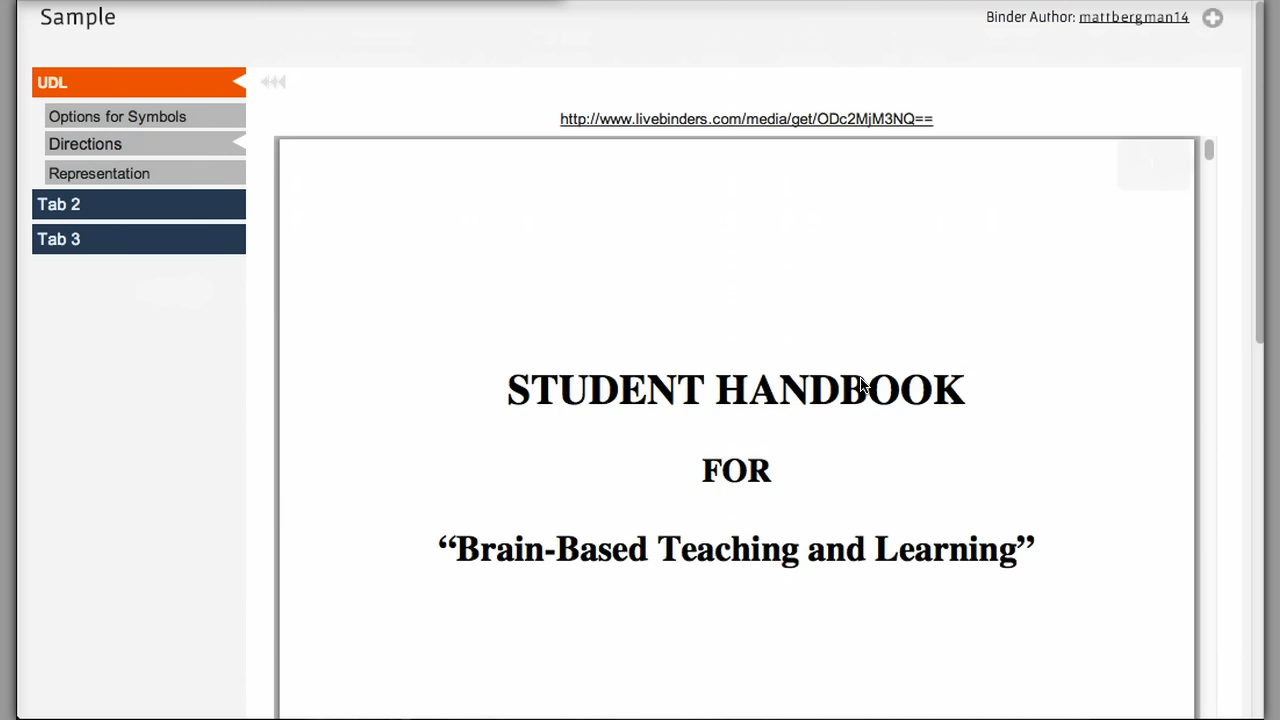 Sample
Binder Author: mattbergman14
UDL
Options for Symbols
Directions
Representation
Tab 2
Tab 3
http://www.livebinders.com/media/get/ODc2MjM3NQ==
STUDENT HANDBOOK
FOR
“Brain-Based Teaching and Learning”